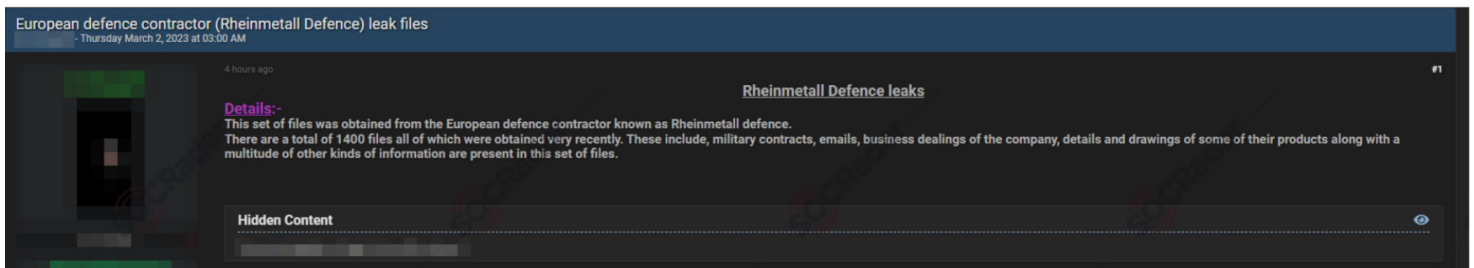 European defence contractor (Rheinmetall Defence) leak files
- Thursday March 2, 2023 at 03:00 AM
4 hours ago
#1
Rheinmetall Defence leaks
Details:-
This set of files was obtained from the European defence contractor known as Rheinmetall defence.
There are a total of 1400 files all of which were obtained very recently. These include, military contracts, emails, business dealings of the company, details and drawings of some of their products along with a
multitude of other kinds of information are present in this set of files.
Hidden Content
SOCRadar
SOCRadar
SOCRadar
SOCRadar